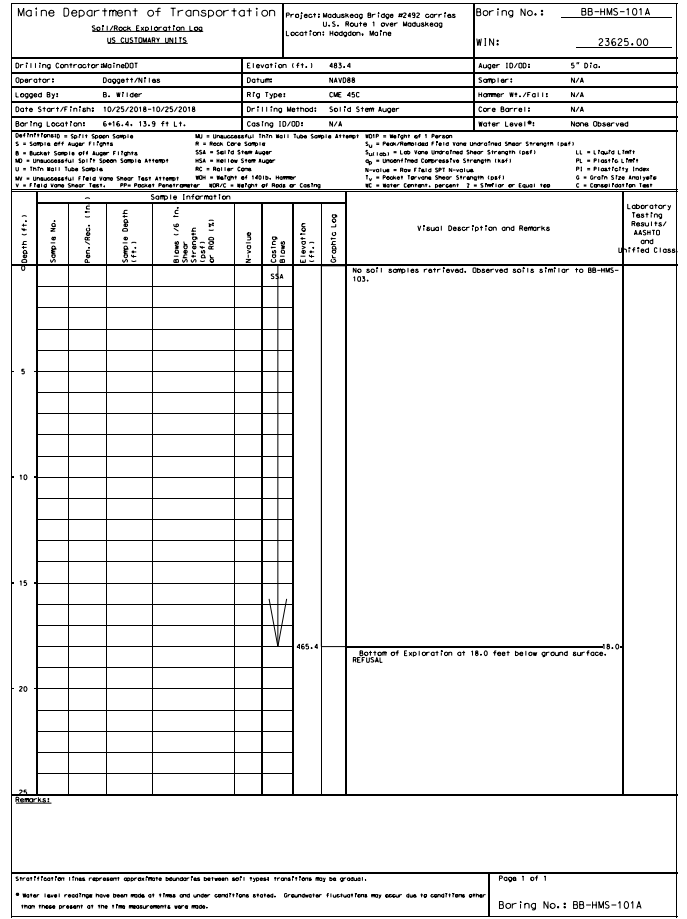 Maine Department of Transportation
Soil/Rock Exploration Log
US CUSTOMARY UNITS
Project: Maduskeag Bridge #2492 carries
U.S. Route 1 over Maduskeag
Location: Hodgdon, Maine
Boring No.: BB-HMS-101A
WIN: 23625.00
Drilling Contractor: MaineDOT Elevation (ft.) 483.4 Auger ID/OD: 5" Dia.
Operator: Daggett/Niles Datum: NAVD88 Sampler: N/A
Logged By: B. Wilder Rig Type: CME 45C Hammer Wt./Fall: N/A
Date Start/Finish: 10/25/2018-10/25/2018 Drilling Method: Solid Stem Auger Core Barrel: N/A
Boring Location: 6+16.4, 13.9 ft Lt. Casing ID/OD: N/A Water Level*: None Observed
Definitions: D = Split Spoon Sample MU = Unsuccessful Thin Wall Tube Sample Attempt WO1P = Weight of 1 Person
S = Sample off Auger Flights R = Rock Core Sample Su = Peak/Remolded Field Vane Undrained Shear Strength (psf)
B = Bucket Sample off Auger Flights SSA = Solid Stem Auger Su(lab) = Lab Vane Undrained Shear Strength (psf) LL = Liquid Limit
MD = Unsuccessful Split Spoon Sample Attempt HSA = Hollow Stem Auger qp = Unconfined Compressive Strength (ksf) PL = Plastic Limit
U = Thin Wall Tube Sample RC = Roller Cone N-value = Raw Field SPT N-value PI = Plasticity Index
MV = Unsuccessful Field Vane Shear Test Attempt WOH = Weight of 140lb. Hammer Tv = Pocket Torvane Shear Strength (psf) G = Grain Size Analysis
V = Field Vane Shear Test. PP= Pocket Penetrometer WOR/C = Weight of Rods or Casing WC = Water Content, percent = Similar or Equal too C = Consolidation Test
Sample Information
Depth (ft.)
Sample No.
Pen./Rec. (in.)
Sample Depth (ft.)
Blows (/6 in.
Shear
Strength
(psf)
or RQD (%)
N-value
Casing
Blows
Elevation
(ft.)
Graphic Log
Visual Description and Remarks
Laboratory
Testing
Results/
AASHTO
and
Unified Class.
0
SSA
No soil samples retrieved. Observed soils similar to BB-HMS-
103.
5
10
15
465.4
18.0
Bottom of Exploration at 18.0 feet below ground surface.
REFUSAL
20
25
Remarks:
Stratification lines represent approximate boundaries between soil types: transitions may be gradual.
* Water level readings have been made at times and under conditions stated. Groundwater fluctuations may occur due to conditions other
than those present at the time measurements were made.
Page 1 of 1
Boring No.: BB-HMS-101A